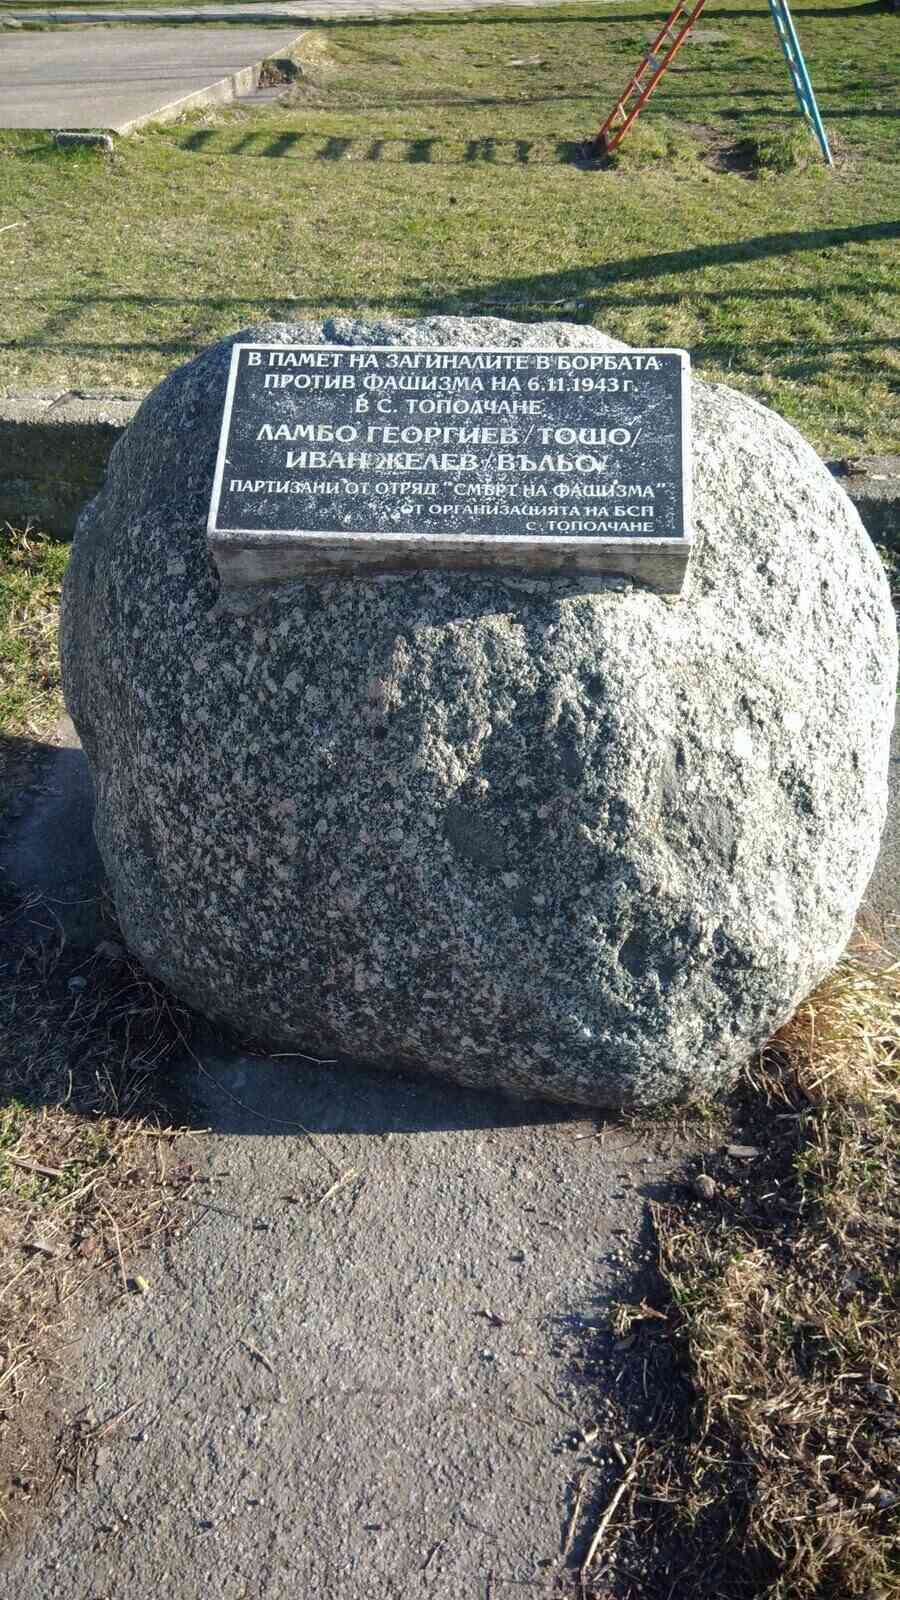 В ПАМЕТ НА ЗАГИНАЛИТЕ В БОРБАТА
ПРОТИВ ФАШИЗМА НА 6.11.1943 г.
В С. ТОПОЛЧАНЕ
ЛАМБО ГЕОРГИЕВ /ТОШО/
ИВАН ЖЕЛЕВ /ВЪЛЬО/
ПАРТИЗАНИ ОТ ОТРЯД "СМЪРТ НА ФАШИЗМА"
ОТ ОРГАНИЗАЦИЯТА НА БСП
С. ТОПОЛЧАНЕ